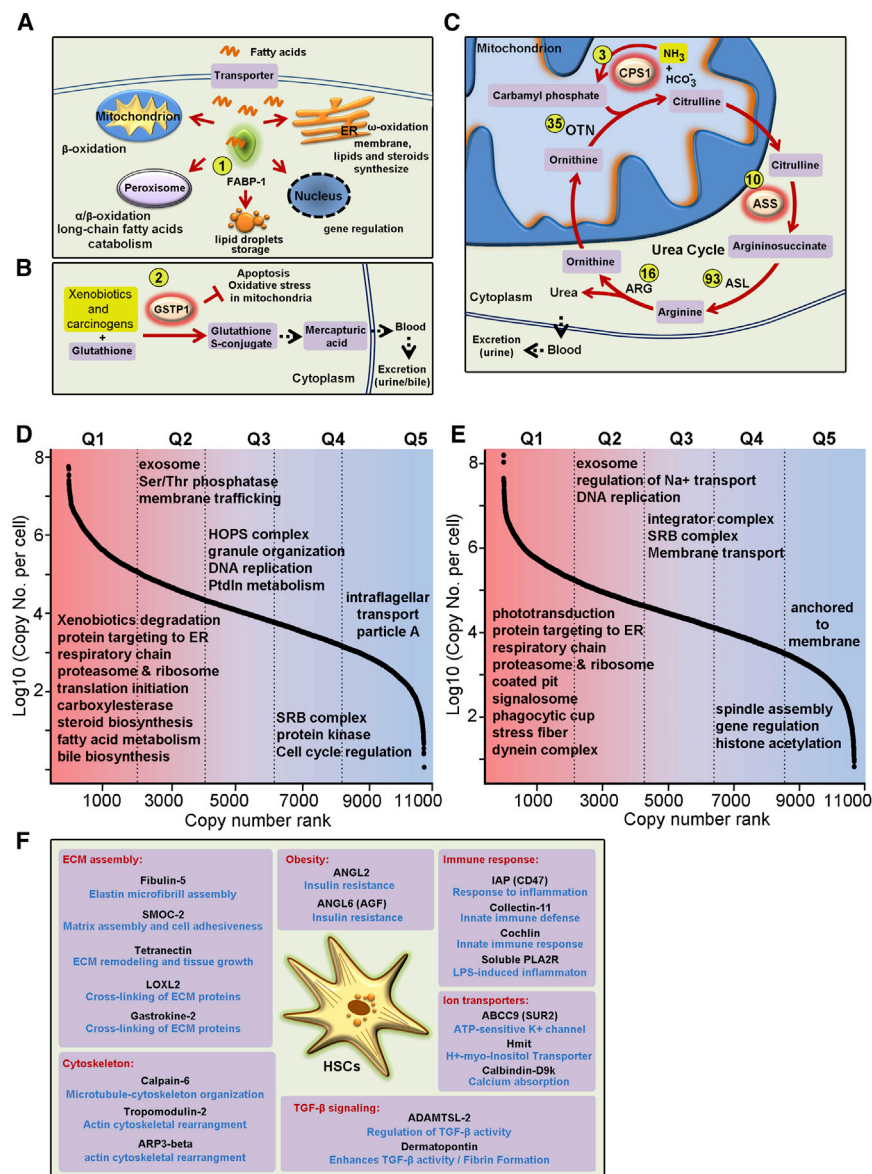 A
Fatty acids
Transporter
Mitochondrion
β-oxidation
ER
ω-oxidation
membrane,
lipids and steroids
synthesize
1
FABP-1
Peroxisome
α/β-oxidation
long-chain fatty acids
catabolism
lipid droplets
storage
Nucleus
gene regulation
B
2
Xenobiotics
and
carcinogens
+
Glutathione
GSTP1
Apoptosis
Oxidative stress
in mitochondria
Glutathione
S-conjugate
Mercapturic
acid
Blood
Excretion
(urine/bile)
Cytoplasm
C
Mitochondrion
3
NH3
+
HCO3-
CPS1
Carbamyl phosphate
Citrulline
35 OTN
Ornithine
Citrulline
10
ASS
Urea Cycle
Argininosuccinate
Ornithine
16
ARG
93
ASL
Cytoplasm
Urea
Arginine
Excretion
(urine)
Blood
D
Q1 Q2 Q3 Q4 Q5
Log10 (Copy No. per cell)
8
6
4
2
exosome
Ser/Thr phosphatase
membrane trafficking
HOPS complex
granule organization
DNA replication
PtdIn metabolism
intraflagellar
transport
particle A
Xenobiotics degradation
protein targeting to ER
respiratory chain
proteasome & ribosome
translation initiation
carboxylesterase
steroid biosynthesis
fatty acid metabolism
bile biosynthesis
SRB complex
protein kinase
Cell cycle regulation
1000 3000 5000 7000 9000 11000
Copy number rank
E
Q1 Q2 Q3 Q4 Q5
Log10 (Copy No. per cell)
8
6
4
2
exosome
regulation of Na+ transport
DNA replication
integrator complex
SRB complex
Membrane transport
anchored
to
membrane
phototransduction
protein targeting to ER
respiratory chain
proteasome & ribosome
coated pit
signalosome
phagocytic cup
stress fiber
dynein complex
spindle assembly
gene regulation
histone acetylation
1000 3000 5000 7000 9000 11000
Copy number rank
F
ECM assembly:
Fibulin-5
Elastin microfibrill assembly
SMOC-2
Matrix assembly and cell adhesiveness
Tetranectin
ECM remodeling and tissue growth
LOXL2
Cross-linking of ECM proteins
Gastrokine-2
Cross-linking of ECM proteins
Cytoskeleton:
Calpain-6
Microtubule-cytoskeleton organization
Tropomodulin-2
Actin cytoskeletal rearrangment
ARP3-beta
actin cytoskeletal rearrangment
Obesity:
ANGL2
Insulin resistance
ANGL6 (AGF)
Insulin resistance
HSCs
Immune response:
IAP (CD47)
Response to inflammation
Collectin-11
Innate immune defense
Cochlin
Innate immune response
Soluble PLA2R
LPS-induced inflammaton
Ion transporters:
ABCC9 (SUR2)
ATP-sensitive K+ channel
Hmit
H+-myo-Inositol Transporter
Calbindin-D9k
Calcium absorption
TGF-β signaling:
ADAMTSL-2
Regulation of TGF-β activity
Dermatopontin
Enhances TGF-β activity / Fibrin Formation